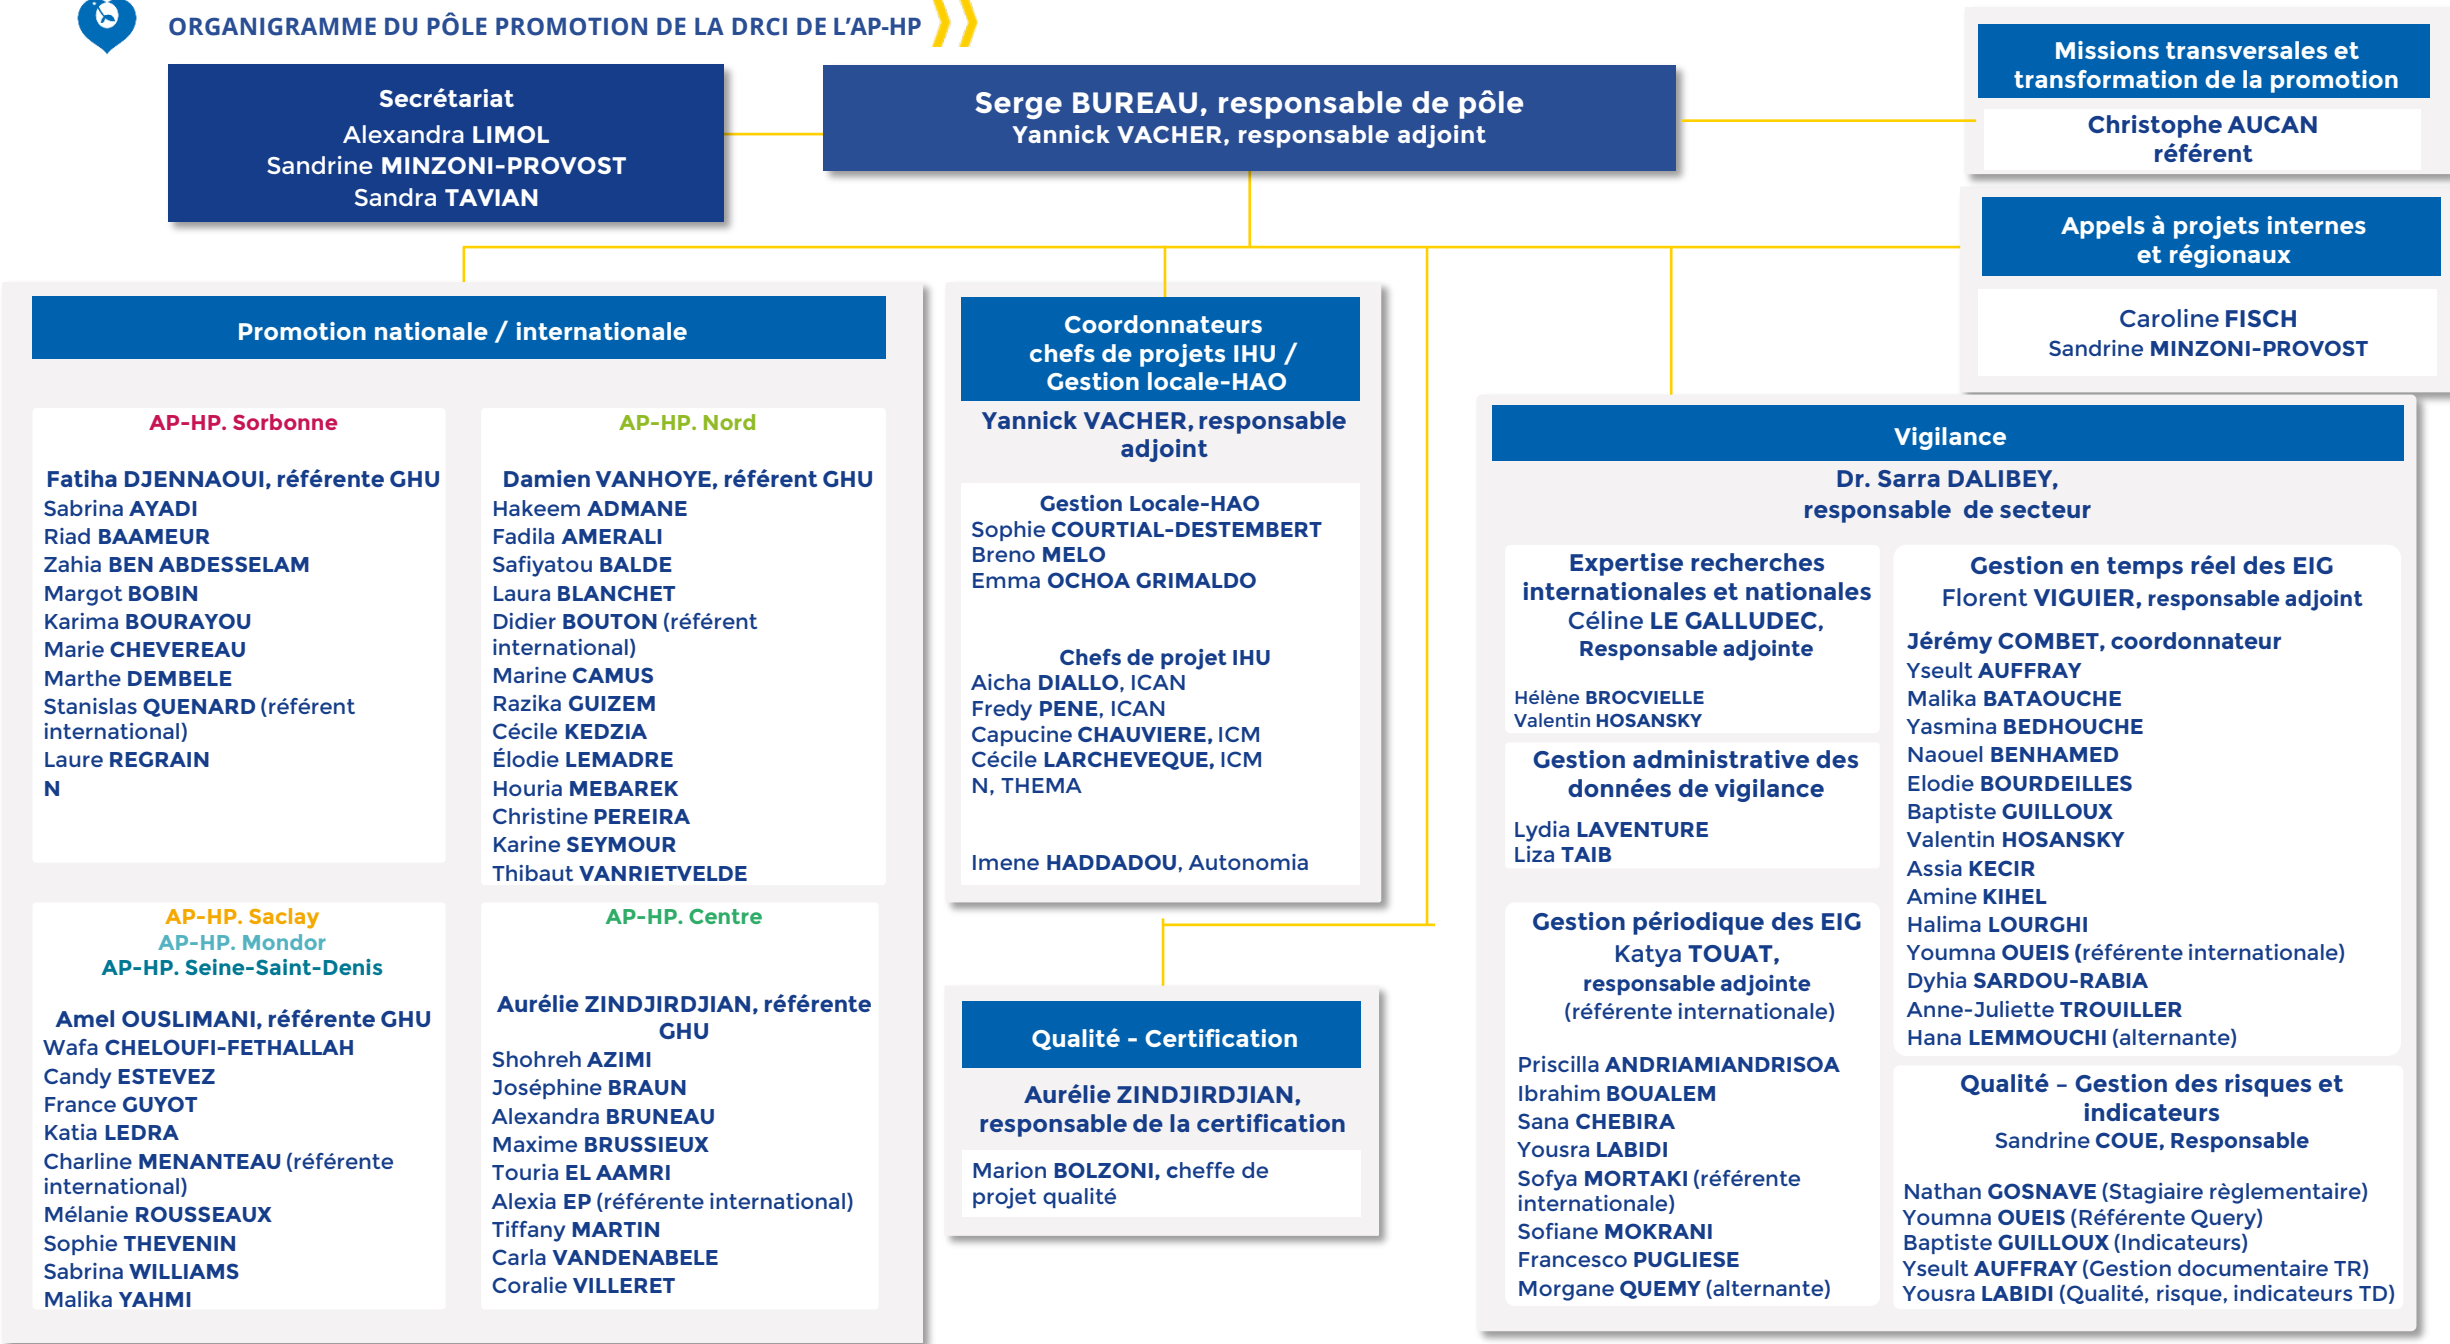 ORGANIGRAMME DU PÔLE PROMOTION DE LA DRCI DE L'AP-HP
Secrétariat
Alexandra LIMOL
Sandrine MINZONI-PROVOST
Sandra TAVIAN
Serge BUREAU, responsable de pôle
Yannick VACHER, responsable adjoint
Missions transversales et
transformation de la promotion
Christophe AUCAN
référent
Appels à projets internes
et régionaux
Caroline FISCH
Sandrine MINZONI-PROVOST
Promotion nationale / internationale
AP-HP. Sorbonne
Fatiha DJENNAOUI, référente GHU
Sabrina AYADI
Riad BAAMEUR
Zahia BEN ABDESSELAM
Margot BOBIN
Karima BOURAYOU
Marie CHEVEREAU
Marthe DEMBELE
Stanislas QUENARD (référent
international)
Laure REGRAIN
N
AP-HP. Nord
Damien VANHOYE, référent GHU
Hakeem ADMANE
Fadila AMERALI
Safiyatou BALDE
Laura BLANCHET
Didier BOUTON (référent
international)
Marine CAMUS
Razika GUIZEM
Cécile KEDZIA
Élodie LEMADRE
Houria MEBAREK
Christine PEREIRA
Karine SEYMOUR
Thibaut VANRIETVELDE
AP-HP. Saclay
AP-HP. Mondor
AP-HP. Seine-Saint-Denis
Amel OUSLIMANI, référente GHU
Wafa CHELOUFI-FETHALLAH
Candy ESTEVEZ
France GUYOT
Katia LEDRA
Charline MENANTEAU (référente
international)
Mélanie ROUSSEAUX
Sophie THEVENIN
Sabrina WILLIAMS
Malika YAHMI
AP-HP. Centre
Aurélie ZINDJIRDJIAN, référente
GHU
Shohreh AZIMI
Joséphine BRAUN
Alexandra BRUNEAU
Maxime BRUSSIEUX
Touria EL AAMRI
Alexia EP (référente international)
Tiffany MARTIN
Carla VANDENABELE
Coralie VILLERET
Coordonnateurs
chefs de projets IHU /
Gestion locale-HAO
Yannick VACHER, responsable
adjoint
Gestion Locale-HAO
Sophie COURTIAL-DESTEMBERT
Breno MELO
Emma OCHOA GRIMALDO
Chefs de projet IHU
Aicha DIALLO, ICAN
Fredy PENE, ICAN
Capucine CHAUVIERE, ICM
Cécile LARCHEVEQUE, ICM
N, THEMA
Imene HADDADOU, Autonomia
Qualité - Certification
Aurélie ZINDJIRDJIAN,
responsable de la certification
Marion BOLZONI, cheffe de
projet qualité
Vigilance
Dr. Sarra DALIBEY,
responsable de secteur
Expertise recherches
internationales et nationales
Céline LE GALLUDEC,
Responsable adjointe
Hélène BROCVIELLE
Valentin HOSANSKY
Gestion administrative des
données de vigilance
Lydia LAVENTURE
Liza TAIB
Gestion périodique des EIG
Katya TOUAT,
responsable adjointe
(référente internationale)
Priscilla ANDRIAMIANDRISOA
Ibrahim BOUALEM
Sana CHEBIRA
Yousra LABIDI
Sofya MORTAKI (référente
internationale)
Sofiane MOKRANI
Francesco PUGLIESE
Morgane QUEMY (alternante)
Gestion en temps réel des EIG
Florent VIGUIER, responsable adjoint
Jérémy COMBET, coordonnateur
Yseult AUFFRAY
Malika BATAOUCHE
Yasmina BEDHOUCHE
Naouel BENHAMED
Elodie BOURDEILLES
Baptiste GUILLOUX
Valentin HOSANSKY
Assia KECIR
Amine KIHEL
Halima LOURGHI
Youmna OUEIS (référente internationale)
Dyhia SARDOU-RABIA
Anne-Juliette TROUILLER
Hana LEMMOUCHI (alternante)
Qualité – Gestion des risques et
indicateurs
Sandrine COUE, Responsable
Nathan GOSNAVE (Stagiaire règlementaire)
Youmna OUEIS (Référente Query)
Baptiste GUILLOUX (Indicateurs)
Yseult AUFFRAY (Gestion documentaire TR)
Yousra LABIDI (Qualité, risque, indicateurs TD)